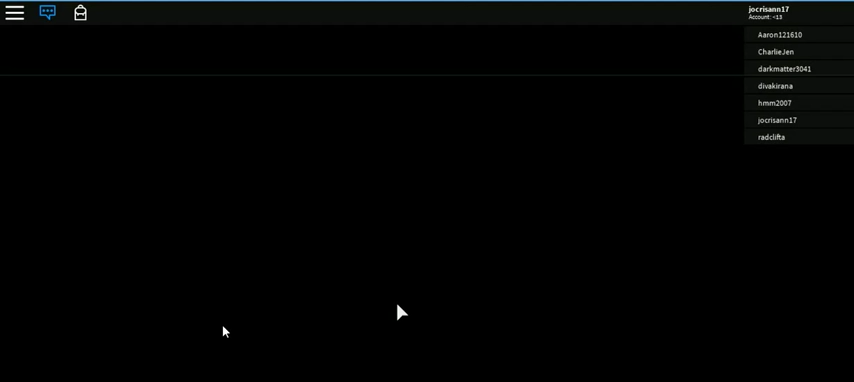 jocrisann17
Account: <13
Aaron121610
CharlieJen
darkmatter3041
divakirana
hmm2007
jocrisann17
radclifta